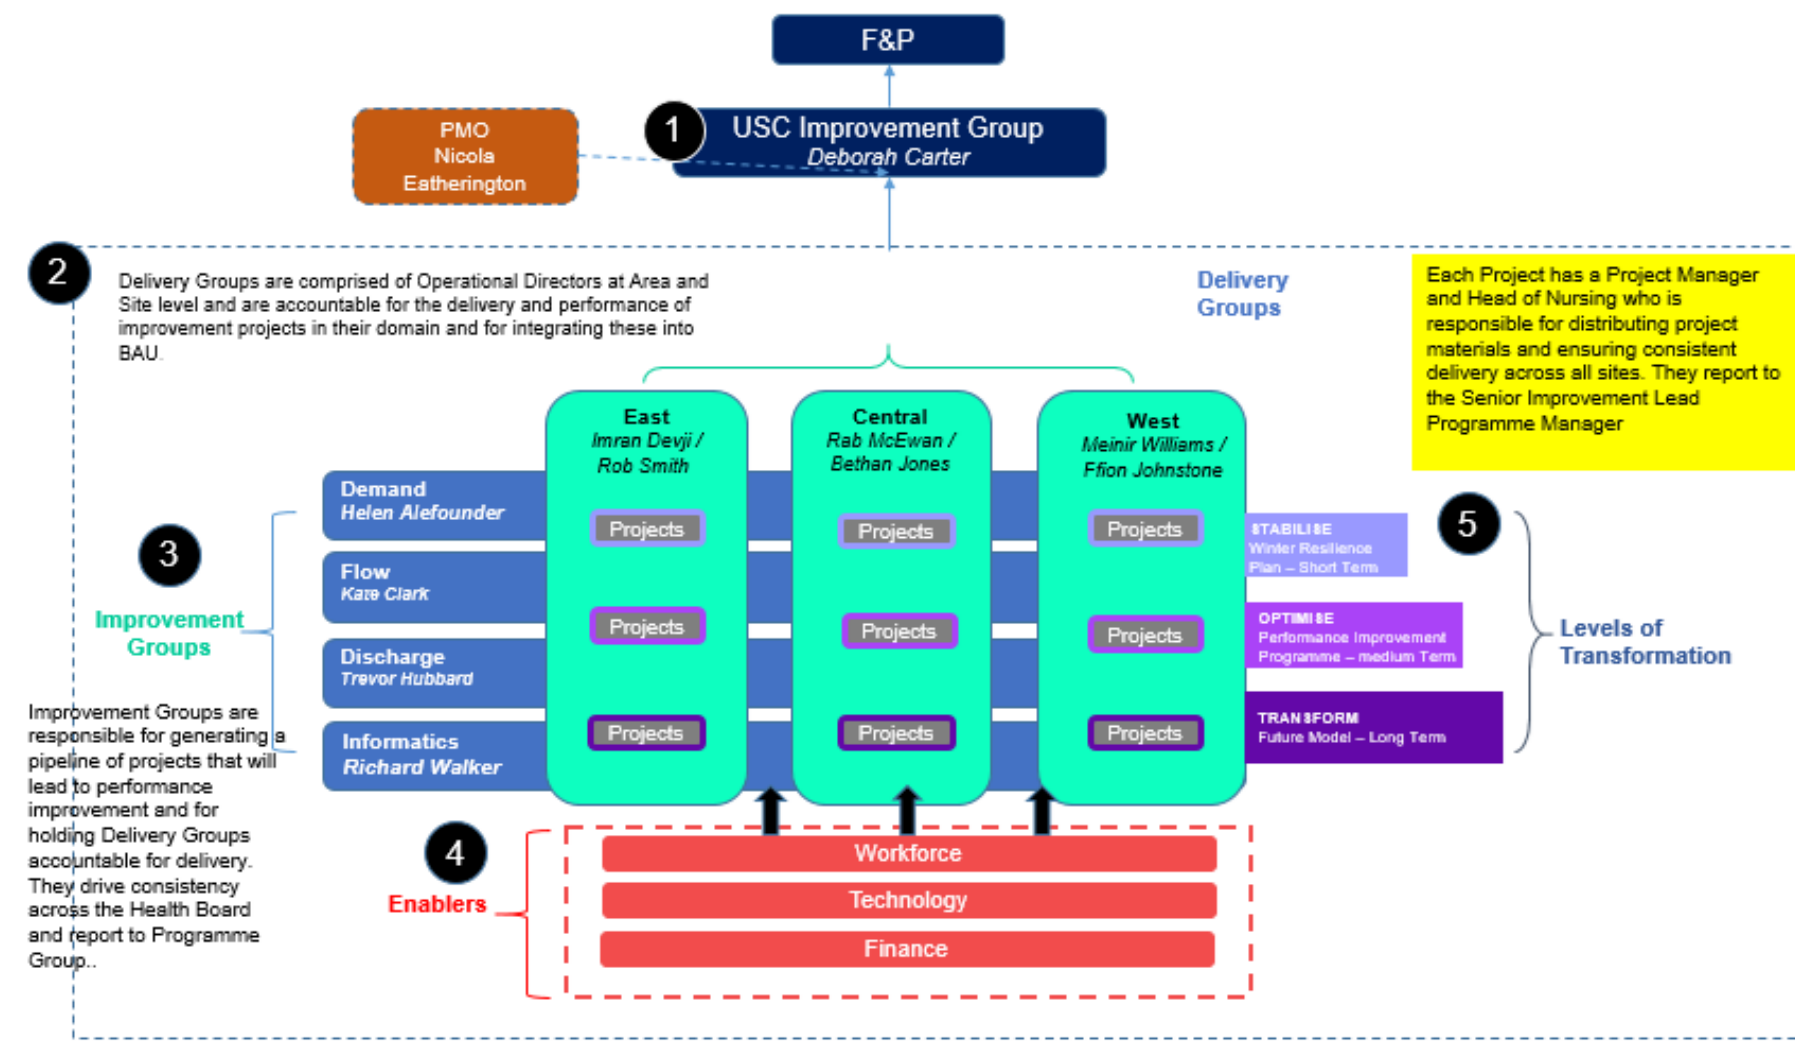 F&P
PMO
Nicola
Eatherington
1
USC Improvement Group
Deborah Carter
2
Delivery Groups are comprised of Operational Directors at Area and
Site level and are accountable for the delivery and performance of
improvement projects in their domain and for integrating these into
BAU.
Delivery
Groups
Each Project has a Project Manager
and Head of Nursing who is
responsible for distributing project
materials and ensuring consistent
delivery across all sites. They report to
the Senior Improvement Lead
Programme Manager
East
Imran Devji /
Rob Smith
Central
Rab McEwan /
Bethan Jones
West
Meinir Williams /
Ffion Johnstone
3
Improvement
Groups
Improvement Groups are
responsible for generating a
pipeline of projects that will
lead to performance
improvement and for
holding Delivery Groups
accountable for delivery.
They drive consistency
across the Health Board
and report to Programme
Group..
Demand
Helen Alefounder
Flow
Kate Clark
Discharge
Trevor Hubbard
Informatics
Richard Walker
Projects
Projects
Projects
Projects
Projects
Projects
Projects
Projects
Projects
STABILISE
Winter Resilience
Plan – Short Term
OPTIMISE
Performance Improvement
Programme – medium Term
TRANSFORM
Future Model – Long Term
5
Levels of
Transformation
4
Enablers
Workforce
Technology
Finance